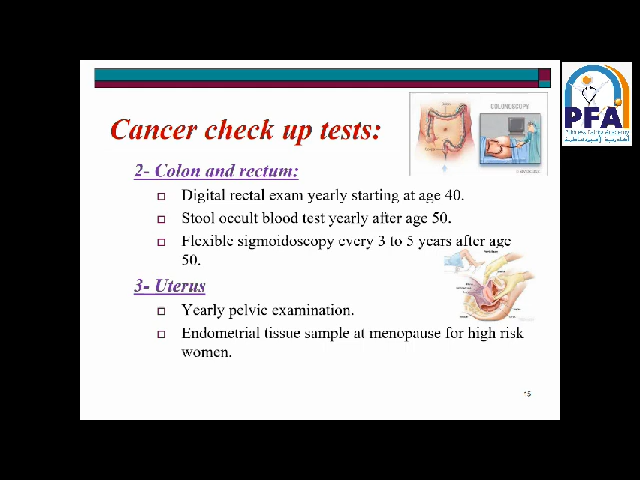 COLONOSCOPY
PFA
Cancer check up tests:
2- Colon and rectum:
Digital rectal exam yearly starting at age 40.
Stool occult blood test yearly after age 50.
Flexible sigmoidoscopy every 3 to 5 years after age
50.
3- Uterus
Yearly pelvic examination.
Endometrial tissue sample at menopause for high risk
women.